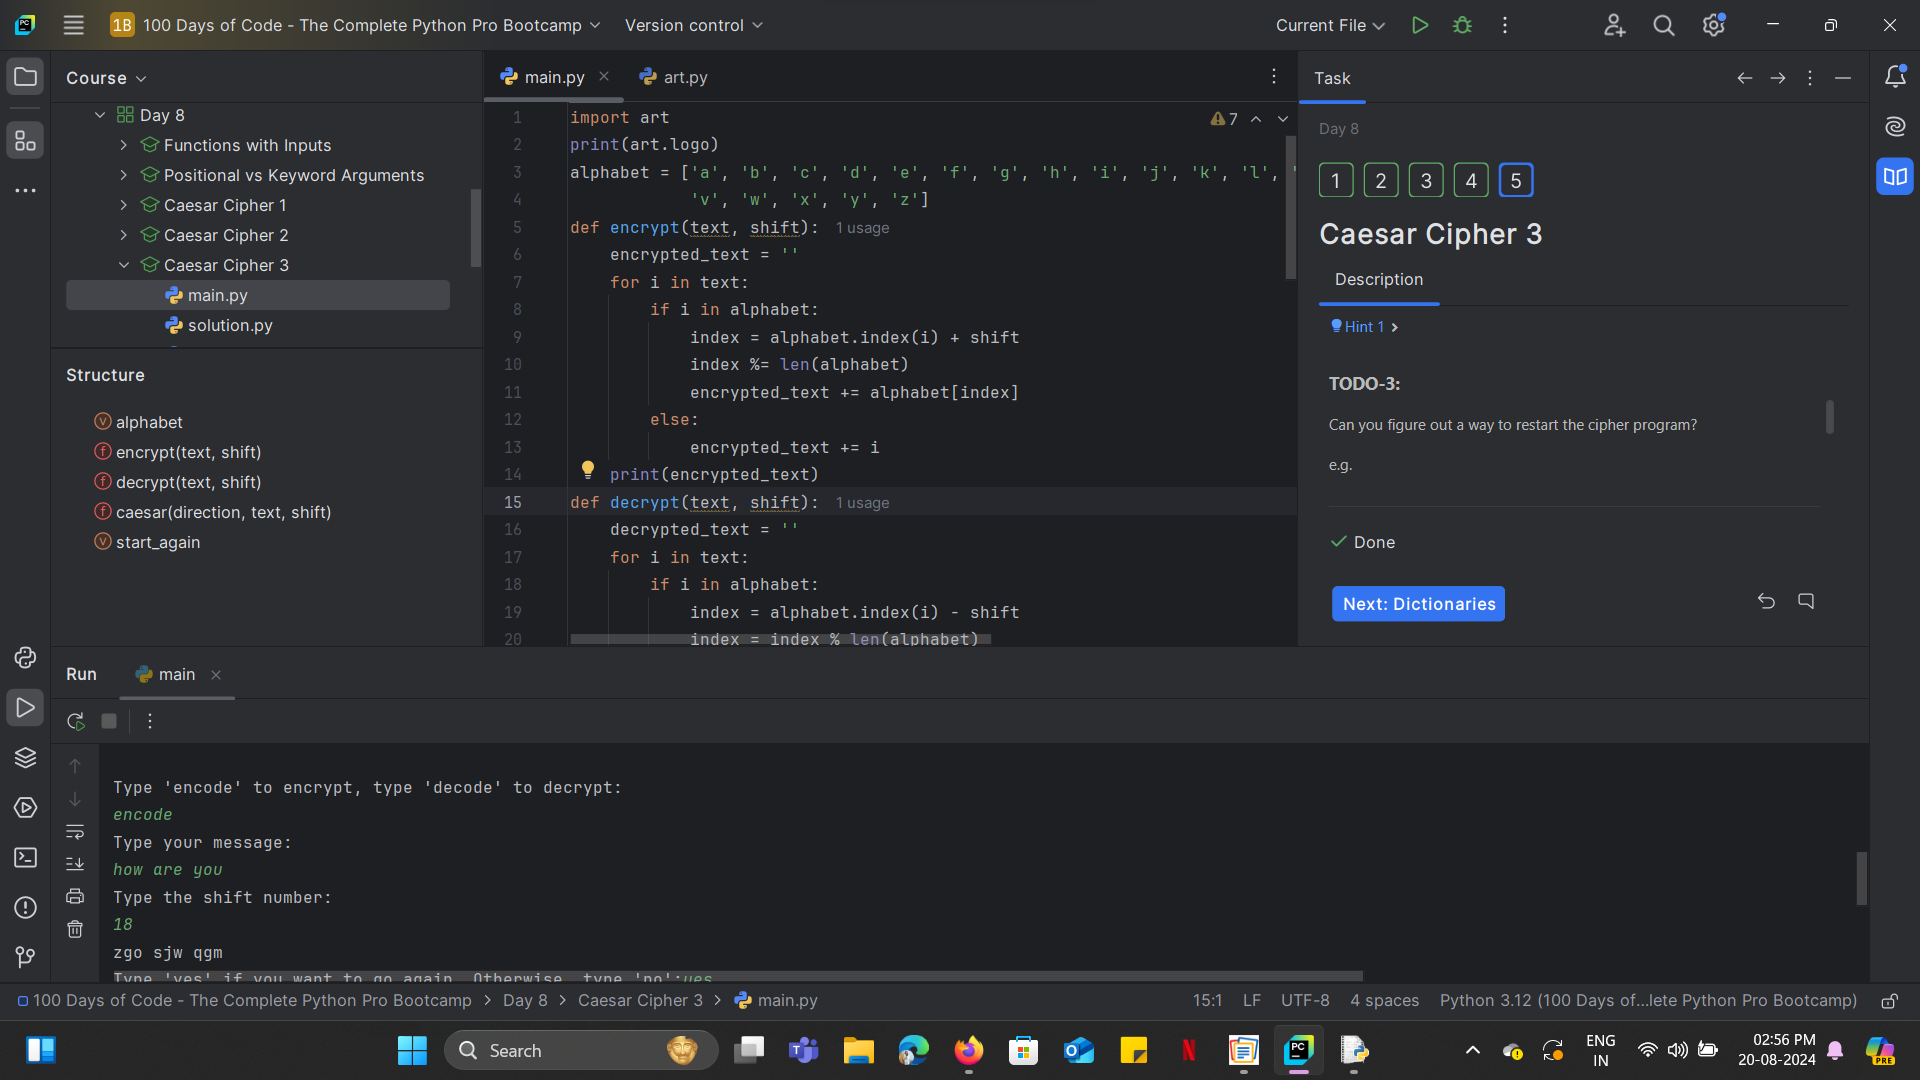 1B 100 Days of Code - The Complete Python Pro Bootcamp Version control Current File
Course
Day 8
Functions with Inputs
Positional vs Keyword Arguments
Caesar Cipher 1
Caesar Cipher 2
Caesar Cipher 3
main.py
solution.py
Structure
alphabet
encrypt(text, shift)
decrypt(text, shift)
caesar(direction, text, shift)
start_again
main.py art.py
7
1 import art
2 print(art.logo)
3 alphabet = ['a', 'b', 'c', 'd', 'e', 'f', 'g', 'h', 'i', 'j', 'k', 'l', '
4 'v', 'w', 'x', 'y', 'z']
5 def encrypt(text, shift): 1 usage
6 encrypted_text = ''
7 for i in text:
8 if i in alphabet:
9 index = alphabet.index(i) + shift
10 index %= len(alphabet)
11 encrypted_text += alphabet[index]
12 else:
13 encrypted_text += i
14 print(encrypted_text)
15 def decrypt(text, shift): 1 usage
16 decrypted_text = ''
17 for i in text:
18 if i in alphabet:
19 index = alphabet.index(i) - shift
20 index = index % len(alphabet)
Task
Day 8
1 2 3 4 5
Caesar Cipher 3
Description
Hint 1
TODO-3:
Can you figure out a way to restart the cipher program?
e.g.
Done
Next: Dictionaries
Run main
Type 'encode' to encrypt, type 'decode' to decrypt:
encode
Type your message:
how are you
Type the shift number:
18
zgo sjw qgm
Type 'yes' if you want to go again. Otherwise, type 'no':yes
100 Days of Code - The Complete Python Pro Bootcamp > Day 8 > Caesar Cipher 3 > main.py 15:1 LF UTF-8 4 spaces Python 3.12 (100 Days of...lete Python Pro Bootcamp)
Search
ENG
IN
02:56 PM
20-08-2024
PRE